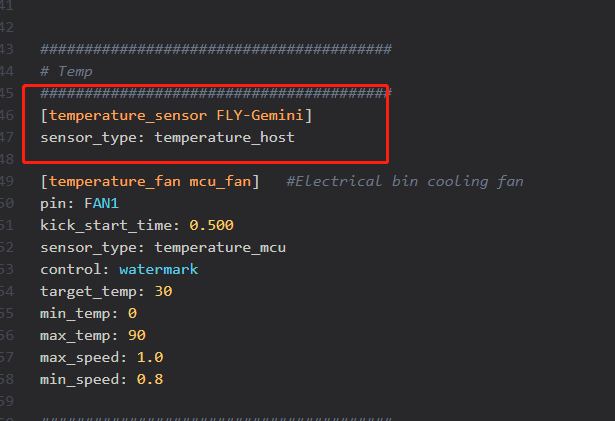 41
42
43 ########################################
44 # Temp
45 ########################################
46 [temperature_sensor FLY-Gemini]
47 sensor_type: temperature_host
48
49 [temperature_fan mcu_fan]   #Electrical bin cooling fan
50 pin: FAN1
51 kick_start_time: 0.500
52 sensor_type: temperature_mcu
53 control: watermark
54 target_temp: 30
55 min_temp: 0
56 max_temp: 90
57 max_speed: 1.0
58 min_speed: 0.8
59
########################################